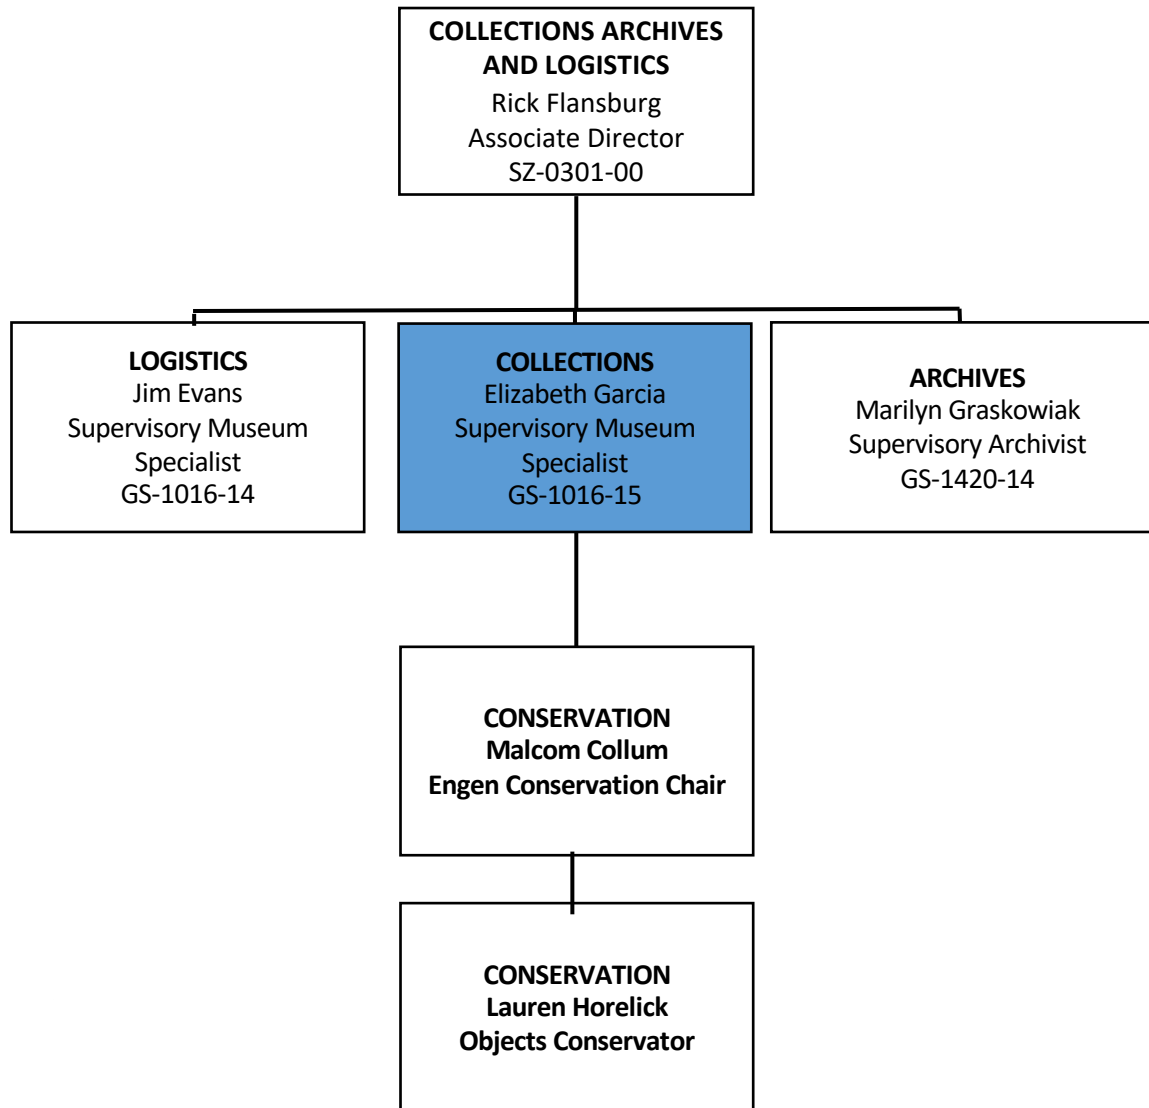 COLLECTIONS ARCHIVES
AND LOGISTICS
Rick Flansburg
Associate Director
SZ-0301-00
LOGISTICS
Jim Evans
Supervisory Museum
Specialist
GS-1016-14
COLLECTIONS
Elizabeth Garcia
Supervisory Museum
Specialist
GS-1016-15
ARCHIVES
Marilyn Graskowiak
Supervisory Archivist
GS-1420-14
CONSERVATION
Malcom Collum
Engen Conservation Chair
CONSERVATION
Lauren Horelick
Objects Conservator